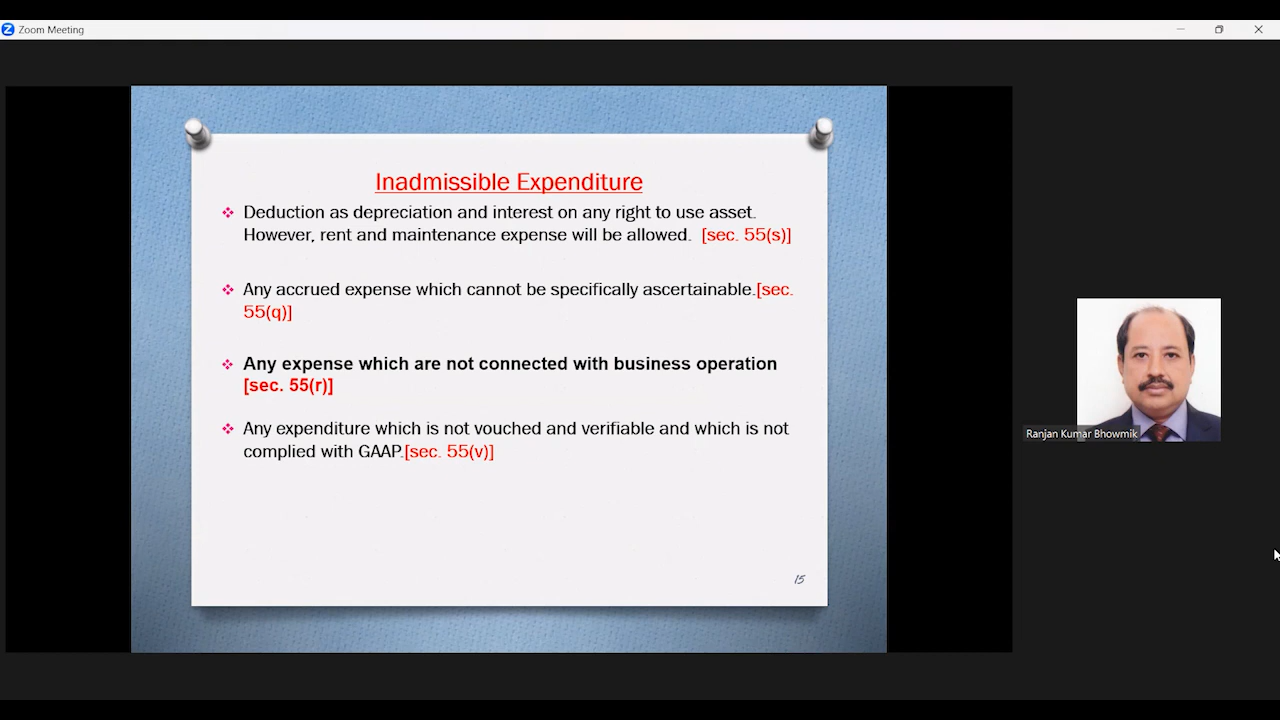 Zoom Meeting
Inadmissible Expenditure
Deduction as depreciation and interest on any right to use asset.
However, rent and maintenance expense will be allowed. [sec. 55(s)]
Any accrued expense which cannot be specifically ascertainable.[sec.
55(q)]
Any expense which are not connected with business operation
[sec. 55(r)]
Any expenditure which is not vouched and verifiable and which is not
complied with GAAP.[sec. 55(v)]
15
Ranjan Kumar Bhowmik